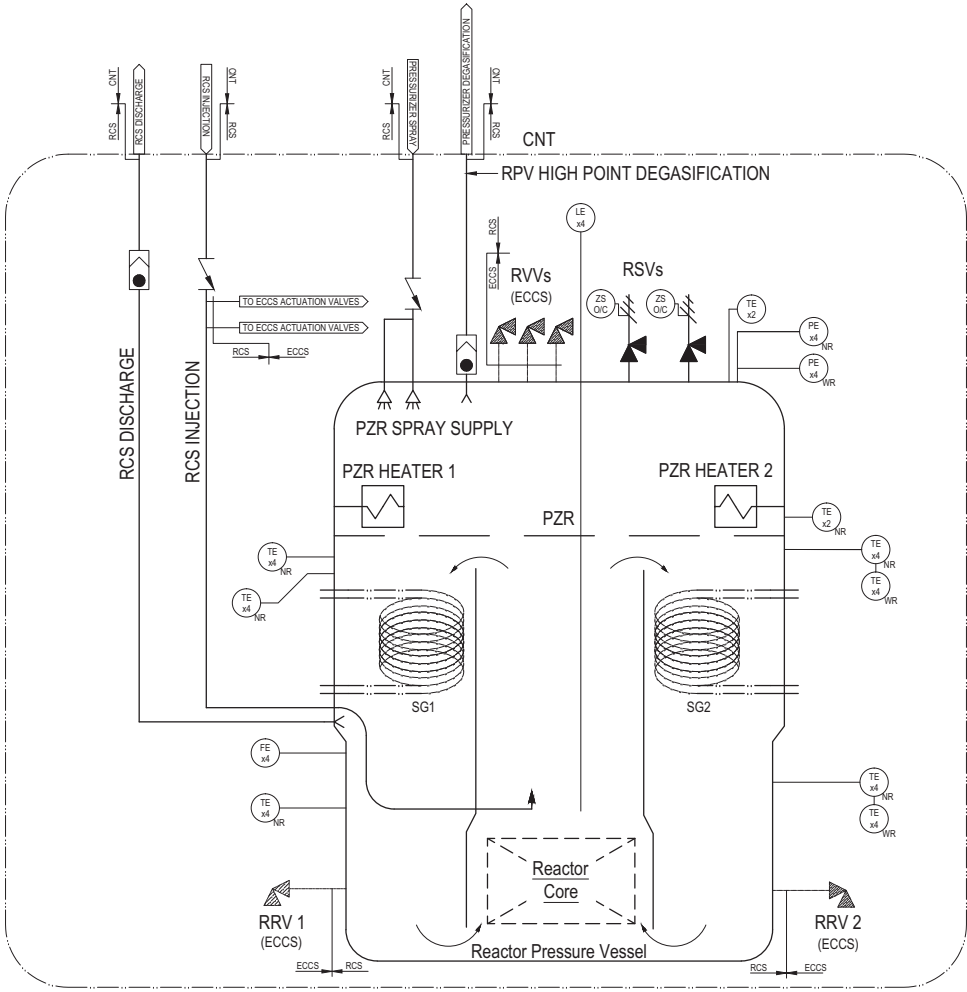 CNT
RCS
RCS DISCHARGE
RCS INJECTION
CNT
RCS
CNT
RCS
PRESSURIZER SPRAY
PRESSURIZER DEGASIFICATION
CNT
RCS
CNT
RPV HIGH POINT DEGASIFICATION
LE
x4
RCS
ECCS
RVVs
(ECCS)
RSVs
ZS
O/C
ZS
O/C
TE
x2
PE
x4
NR
PE
x4
WR
TO ECCS ACTUATION VALVES
TO ECCS ACTUATION VALVES
RCS
ECCS
RCS DISCHARGE
RCS INJECTION
PZR SPRAY SUPPLY
PZR HEATER 1
PZR HEATER 2
PZR
TE
x2
NR
TE
x4
NR
TE
x4
NR
TE
x4
NR
TE
x4
WR
SG1
SG2
FE
x4
TE
x4
NR
TE
x4
NR
TE
x4
WR
Reactor
Core
RRV 1
(ECCS)
RRV 2
(ECCS)
Reactor Pressure Vessel
ECCS
RCS
RCS
ECCS